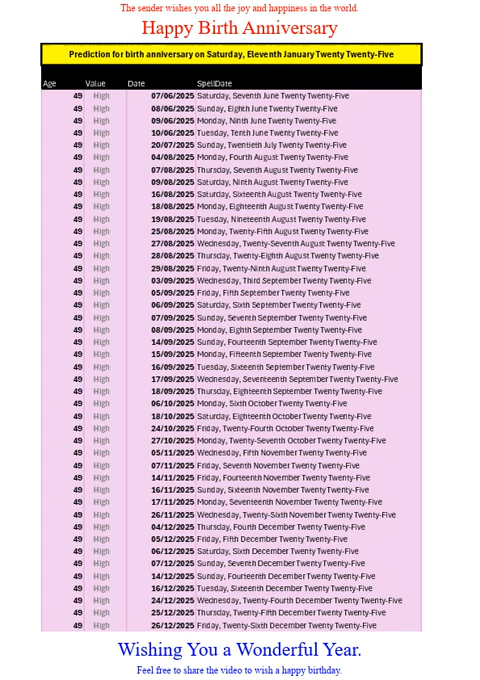 The sender wishes you all the joy and happiness in the world.
Happy Birth Anniversary
Prediction for birth anniversary on Saturday, Eleventh January Twenty Twenty-Five
Age Value Date SpellDate
49 High 07/06/2025 Saturday, Seventh June Twenty Twenty-Five
49 High 08/06/2025 Sunday, Eighth June Twenty Twenty-Five
49 High 09/06/2025 Monday, Ninth June Twenty Twenty-Five
49 High 10/06/2025 Tuesday, Tenth June Twenty Twenty-Five
49 High 20/07/2025 Sunday, Twentieth July Twenty Twenty-Five
49 High 04/08/2025 Monday, Fourth August Twenty Twenty-Five
49 High 07/08/2025 Thursday, Seventh August Twenty Twenty-Five
49 High 09/08/2025 Saturday, Ninth August Twenty Twenty-Five
49 High 16/08/2025 Saturday, Sixteenth August Twenty Twenty-Five
49 High 18/08/2025 Monday, Eighteenth August Twenty Twenty-Five
49 High 19/08/2025 Tuesday, Nineteenth August Twenty Twenty-Five
49 High 25/08/2025 Monday, Twenty-Fifth August Twenty Twenty-Five
49 High 27/08/2025 Wednesday, Twenty-Seventh August Twenty Twenty-Five
49 High 28/08/2025 Thursday, Twenty-Eighth August Twenty Twenty-Five
49 High 29/08/2025 Friday, Twenty-Ninth August Twenty Twenty-Five
49 High 03/09/2025 Wednesday, Third September Twenty Twenty-Five
49 High 05/09/2025 Friday, Fifth September Twenty Twenty-Five
49 High 06/09/2025 Saturday, Sixth September Twenty Twenty-Five
49 High 07/09/2025 Sunday, Seventh September Twenty Twenty-Five
49 High 08/09/2025 Monday, Eighth September Twenty Twenty-Five
49 High 14/09/2025 Sunday, Fourteenth September Twenty Twenty-Five
49 High 15/09/2025 Monday, Fifteenth September Twenty Twenty-Five
49 High 16/09/2025 Tuesday, Sixteenth September Twenty Twenty-Five
49 High 17/09/2025 Wednesday, Seventeenth September Twenty Twenty-Five
49 High 18/09/2025 Thursday, Eighteenth September Twenty Twenty-Five
49 High 06/10/2025 Monday, Sixth October Twenty Twenty-Five
49 High 18/10/2025 Saturday, Eighteenth October Twenty Twenty-Five
49 High 24/10/2025 Friday, Twenty-Fourth October Twenty Twenty-Five
49 High 27/10/2025 Monday, Twenty-Seventh October Twenty Twenty-Five
49 High 05/11/2025 Wednesday, Fifth November Twenty Twenty-Five
49 High 07/11/2025 Friday, Seventh November Twenty Twenty-Five
49 High 14/11/2025 Friday, Fourteenth November Twenty Twenty-Five
49 High 16/11/2025 Sunday, Sixteenth November Twenty Twenty-Five
49 High 17/11/2025 Monday, Seventeenth November Twenty Twenty-Five
49 High 26/11/2025 Wednesday, Twenty-Sixth November Twenty Twenty-Five
49 High 04/12/2025 Thursday, Fourth December Twenty Twenty-Five
49 High 05/12/2025 Friday, Fifth December Twenty Twenty-Five
49 High 06/12/2025 Saturday, Sixth December Twenty Twenty-Five
49 High 07/12/2025 Sunday, Seventh December Twenty Twenty-Five
49 High 14/12/2025 Sunday, Fourteenth December Twenty Twenty-Five
49 High 16/12/2025 Tuesday, Sixteenth December Twenty Twenty-Five
49 High 24/12/2025 Wednesday, Twenty-Fourth December Twenty Twenty-Five
49 High 25/12/2025 Thursday, Twenty-Fifth December Twenty Twenty-Five
49 High 26/12/2025 Friday, Twenty-Sixth December Twenty Twenty-Five
Wishing You a Wonderful Year.
Feel free to share the video to wish a happy birthday.